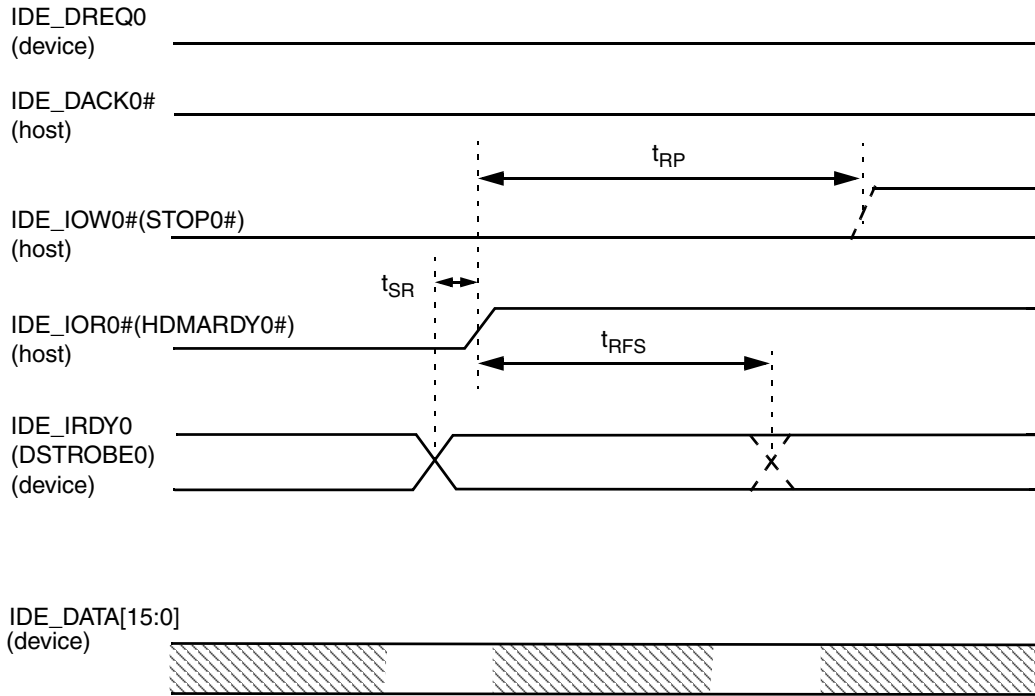 IDE_DREQ0
(device)
IDE_DACK0#
(host)
tRP
IDE_IOW0#(STOP0#)
(host)
tSR
IDE_IOR0#(HDMARDY0#)
(host)
tRFS
IDE_IRDY0
(DSTROBE0)
(device)
IDE_DATA[15:0]
(device)